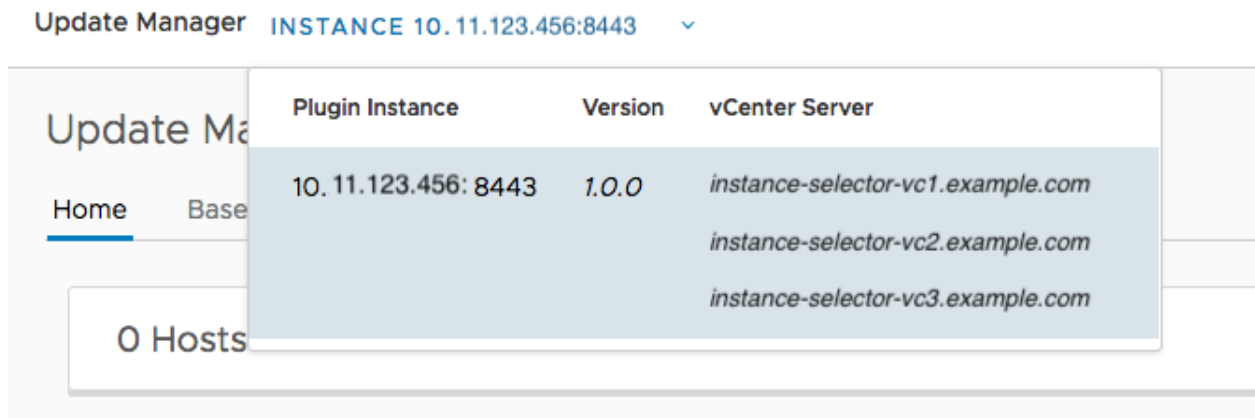 Update Manager INSTANCE 10. 11.123.456:8443
Plugin Instance Version vCenter Server
Update Ma
10. 11.123.456: 8443 1.0.0 instance-selector-vc1.example.com
Home Base
instance-selector-vc2.example.com
instance-selector-vc3.example.com
0 Hosts